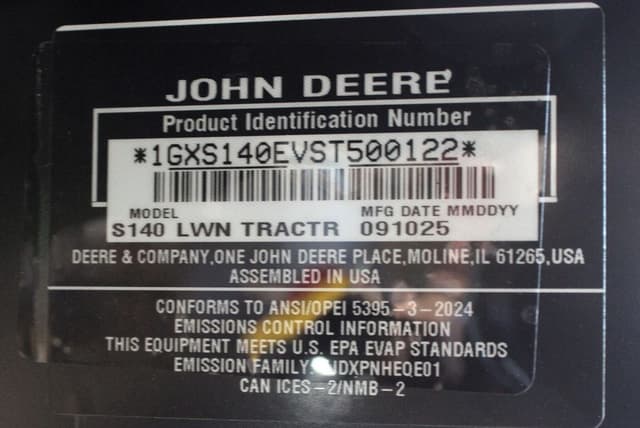 JOHN DEERE
Product Identification Number
*1GXS140EVST500122*
MODEL MFG DATE MMDDYY
S140 LWN TRACTR 091025
DEERE & COMPANY,ONE JOHN DEERE PLACE,MOLINE,IL 61265,USA
ASSEMBLED IN USA
CONFORMS TO ANSI/OPEI 5395-3-2024
EMISSIONS CONTROL INFORMATION
THIS EQUIPMENT MEETS U.S. EPA EVAP STANDARDS
EMISSION FAMILY:
CAN ICES-2/NMB-2